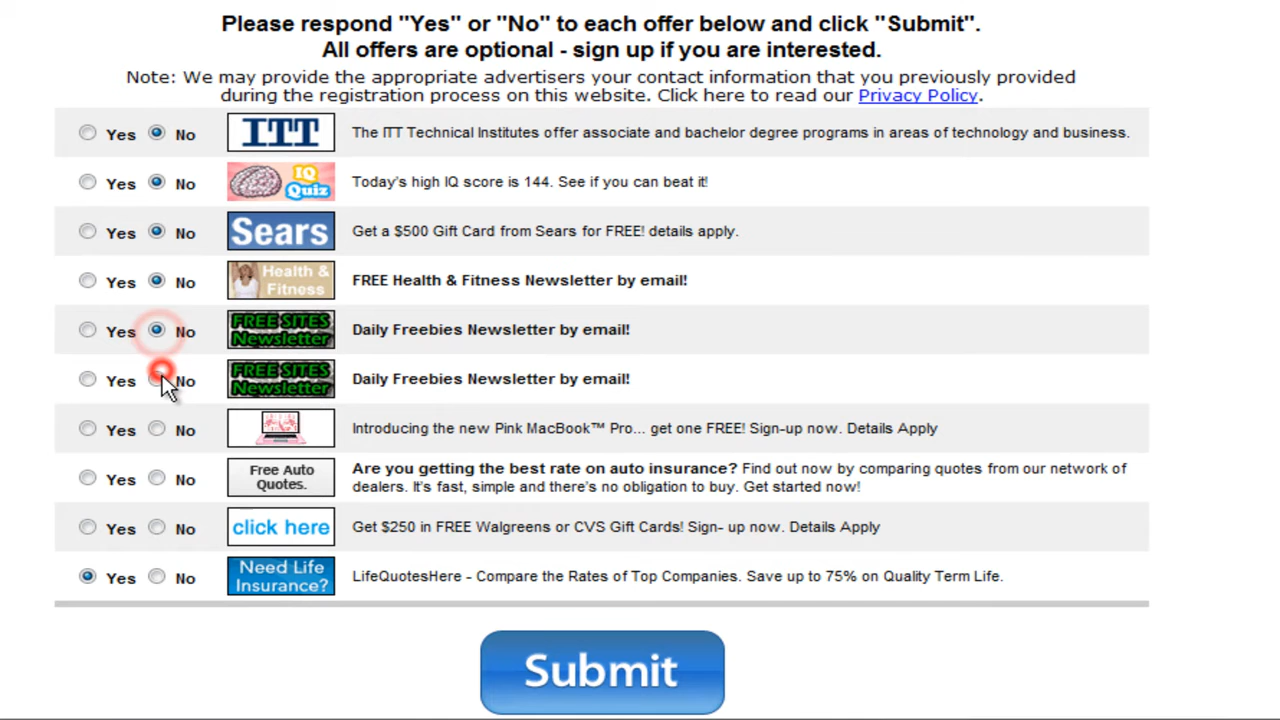 Please respond "Yes" or "No" to each offer below and click "Submit".
All offers are optional - sign up if you are interested.
Note: We may provide the appropriate advertisers your contact information that you previously provided
during the registration process on this website. Click here to read our Privacy Policy.
Yes No ITT The ITT Technical Institutes offer associate and bachelor degree programs in areas of technology and business.
Yes No IQ Quiz Today's high IQ score is 144. See if you can beat it!
Yes No Sears Get a $500 Gift Card from Sears for FREE! details apply.
Yes No Health & Fitness FREE Health & Fitness Newsletter by email!
Yes No FREE SITES Newsletter Daily Freebies Newsletter by email!
Yes No FREE SITES Newsletter Daily Freebies Newsletter by email!
Yes No Introducing the new Pink MacBook™ Pro... get one FREE! Sign-up now. Details Apply
Yes No Free Auto Quotes. Are you getting the best rate on auto insurance? Find out now by comparing quotes from our network of
dealers. It's fast, simple and there's no obligation to buy. Get started now!
Yes No click here Get $250 in FREE Walgreens or CVS Gift Cards! Sign- up now. Details Apply
Yes No Need Life Insurance? LifeQuotesHere - Compare the Rates of Top Companies. Save up to 75% on Quality Term Life.
Submit